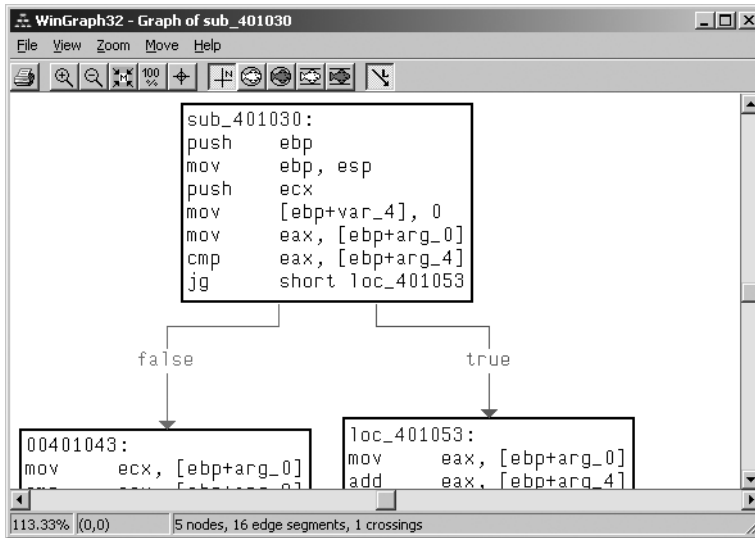 WinGraph32 - Graph of sub_401030
File View Zoom Move Help
100 %
N
sub_401030:
push ebp
mov ebp, esp
push ecx
mov [ebp+var_4], 0
mov eax, [ebp+arg_0]
cmp eax, [ebp+arg_4]
jg short loc_401053
false true
00401043:
mov ecx, [ebp+arg_0]
loc_401053:
mov eax, [ebp+arg_0]
add eax, [ebp+arg_4]
113.33% (0,0) 5 nodes, 16 edge segments, 1 crossings